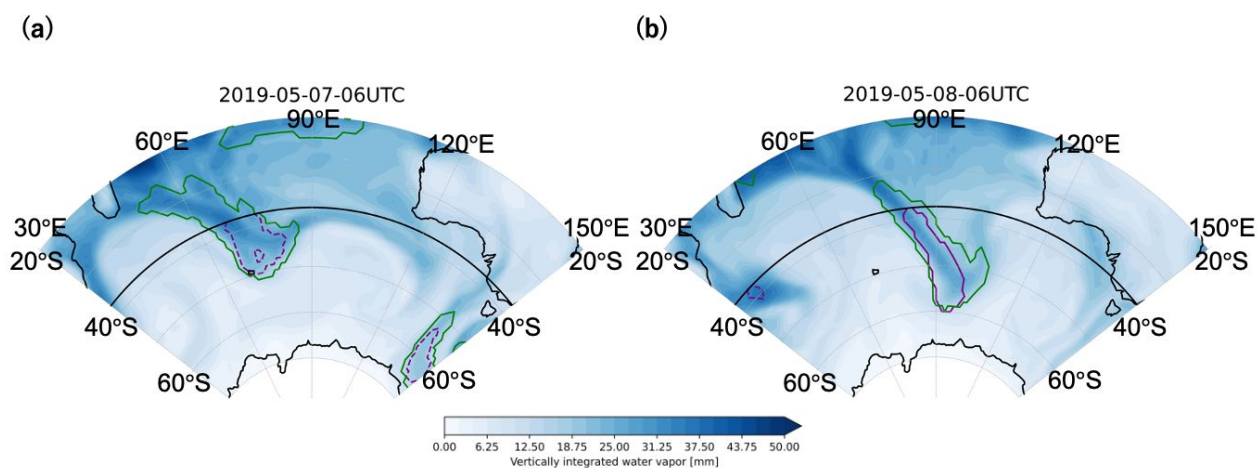 (a)
(b)
2019-05-07-06UTC
90°E
60°E
120°E
30°E
150°E
20°S
20°S
40°S
40°S
60°S
60°S
2019-05-08-06UTC
90°E
60°E
120°E
30°E
150°E
20°S
20°S
40°S
40°S
60°S
60°S
0.00 6.25 12.50 18.75 25.00 31.25 37.50 43.75 50.00
Vertically integrated water vapor [mm]